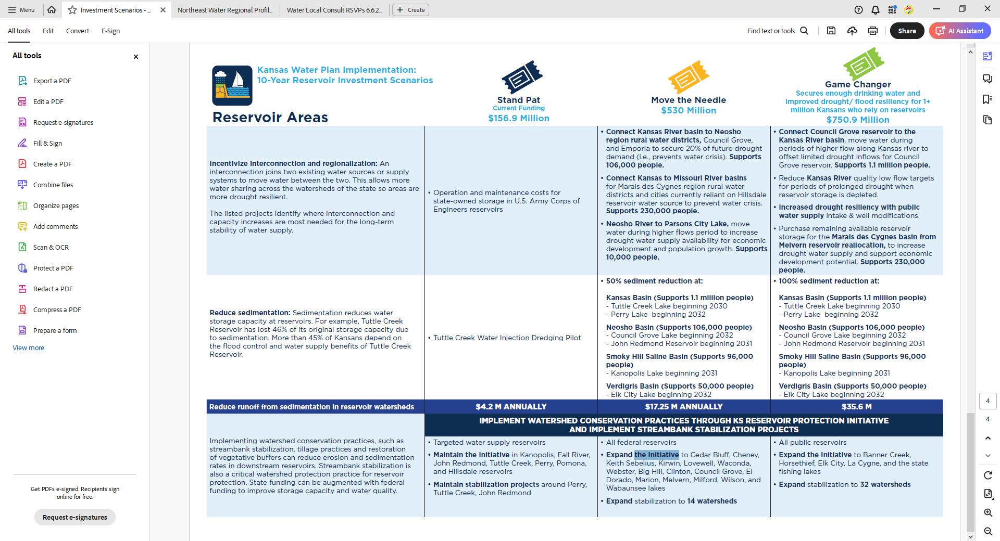 Menu
Investment Scenarios - ...
Northeast Water Regional Profil...
Water Local Consult RSVPs 6.6.2...
Create
All tools
Edit
Convert
E-Sign
Find text or tools
Share
AI Assistant
All tools
Export a PDF
Edit a PDF
Request e-signatures
Fill & Sign
Create a PDF
Combine files
Organize pages
Add comments
Scan & OCR
Protect a PDF
Redact a PDF
Compress a PDF
Prepare a form
View more
Get PDFs e-signed. Recipients sign
online for free.
Request e-signatures
Kansas Water Plan Implementation:
10-Year Reservoir Investment Scenarios
Reservoir Areas
Stand Pat
Current Funding
$156.9 Million
Move the Needle
$530 Million
Game Changer
Secures enough drinking water and
improved drought/ flood resiliency for 1+
million Kansans who rely on reservoirs
$750.9 Million
Incentivize interconnection and regionalization: An
interconnection joins two existing water sources or supply
systems to move water between the two. This allows more
water sharing across the watersheds of the state so areas are
more drought resilient.
The listed projects identify where interconnection and
capacity increases are most needed for the long-term
stability of water supply.
• Operation and maintenance costs for
state-owned storage in U.S. Army Corps of
Engineers reservoirs
• Connect Kansas River basin to Neosho
region rural water districts, Council Grove,
and Emporia to secure 20% of future drought
demand (i.e., prevents water crisis). Supports
106,000 people.
• Connect Kansas to Missouri River basins
for Marais des Cygnes region rural water
districts and cities currently reliant on Hillsdale
reservoir water source to prevent water crisis.
Supports 230,000 people.
• Neosho River to Parsons City Lake, move
water during higher flows period to increase
drought water supply availability for economic
development and population growth. Supports
10,000 people.
• Connect Council Grove reservoir to the
Kansas River basin, move water during
periods of higher flow along Kansas river to
offset limited drought inflows for Council
Grove reservoir. Supports 1.1 million people.
• Reduce Kansas River quality low flow targets
for periods of prolonged drought when
reservoir storage is depleted.
• Increased drought resiliency with public
water supply intake & well modifications.
• Purchase remaining available reservoir
storage for the Marais des Cygnes basin from
Melvern reservoir reallocation, to increase
drought water supply and support economic
development potential. Supports 230,000
people.
Reduce sedimentation: Sedimentation reduces water
storage capacity at reservoirs. For example, Tuttle Creek
Reservoir has lost 46% of its original storage capacity due
to sedimentation. More than 45% of Kansans depend on
the flood control and water supply benefits of Tuttle Creek
Reservoir.
• Tuttle Creek Water Injection Dredging Pilot
• 50% sediment reduction at:
Kansas Basin (Supports 1.1 million people)
- Tuttle Creek Lake beginning 2030
- Perry Lake beginning 2032
Neosho Basin (Supports 106,000 people)
- Council Grove Lake beginning 2032
- John Redmond Reservoir beginning 2031
Smoky Hill Saline Basin (Supports 96,000
people)
- Kanopolis Lake beginning 2031
Verdigris Basin (Supports 50,000 people)
- Elk City Lake beginning 2032
• 100% sediment reduction at:
Kansas Basin (Supports 1.1 million people)
- Tuttle Creek Lake beginning 2030
- Perry Lake beginning 2032
Neosho Basin (Supports 106,000 people)
- Council Grove Lake beginning 2032
- John Redmond Reservoir beginning 2031
Smoky Hill Saline Basin (Supports 96,000
people)
- Kanopolis Lake beginning 2031
Verdigris Basin (Supports 50,000 people)
- Elk City Lake beginning 2032
Reduce runoff from sedimentation in reservoir watersheds
$4.2 M ANNUALLY
$17.25 M ANNUALLY
$35.6 M
IMPLEMENT WATERSHED CONSERVATION PRACTICES THROUGH KS RESERVOIR PROTECTION INITIATIVE
AND IMPLEMENT STREAMBANK STABILIZATION PROJECTS
Implementing watershed conservation practices, such as
streambank stabilization, tillage practices and restoration
of vegetative buffers can reduce erosion and sedimentation
rates in downstream reservoirs. Streambank stabilization is
also a critical watershed protection practice for reservoir
protection. State funding can be augmented with federal
funding to improve storage capacity and water quality.
• Targeted water supply reservoirs
• Maintain the Initiative in Kanopolis, Fall River,
John Redmond, Tuttle Creek, Perry, Pomona,
and Hillsdale reservoirs
• Maintain stabilization projects around Perry,
Tuttle Creek, John Redmond
• All federal reservoirs
• Expand the Initiative to Cedar Bluff, Cheney,
Keith Sebelius, Kirwin, Lovewell, Waconda,
Webster, Big Hill, Clinton, Council Grove, El
Dorado, Marion, Melvern, Milford, Wilson, and
Wabaunsee lakes
• Expand stabilization to 14 watersheds
• All public reservoirs
• Expand the Initiative to Banner Creek,
Horsethief, Elk City, La Cygne, and the state
fishing lakes
• Expand stabilization to 32 watersheds
4
4